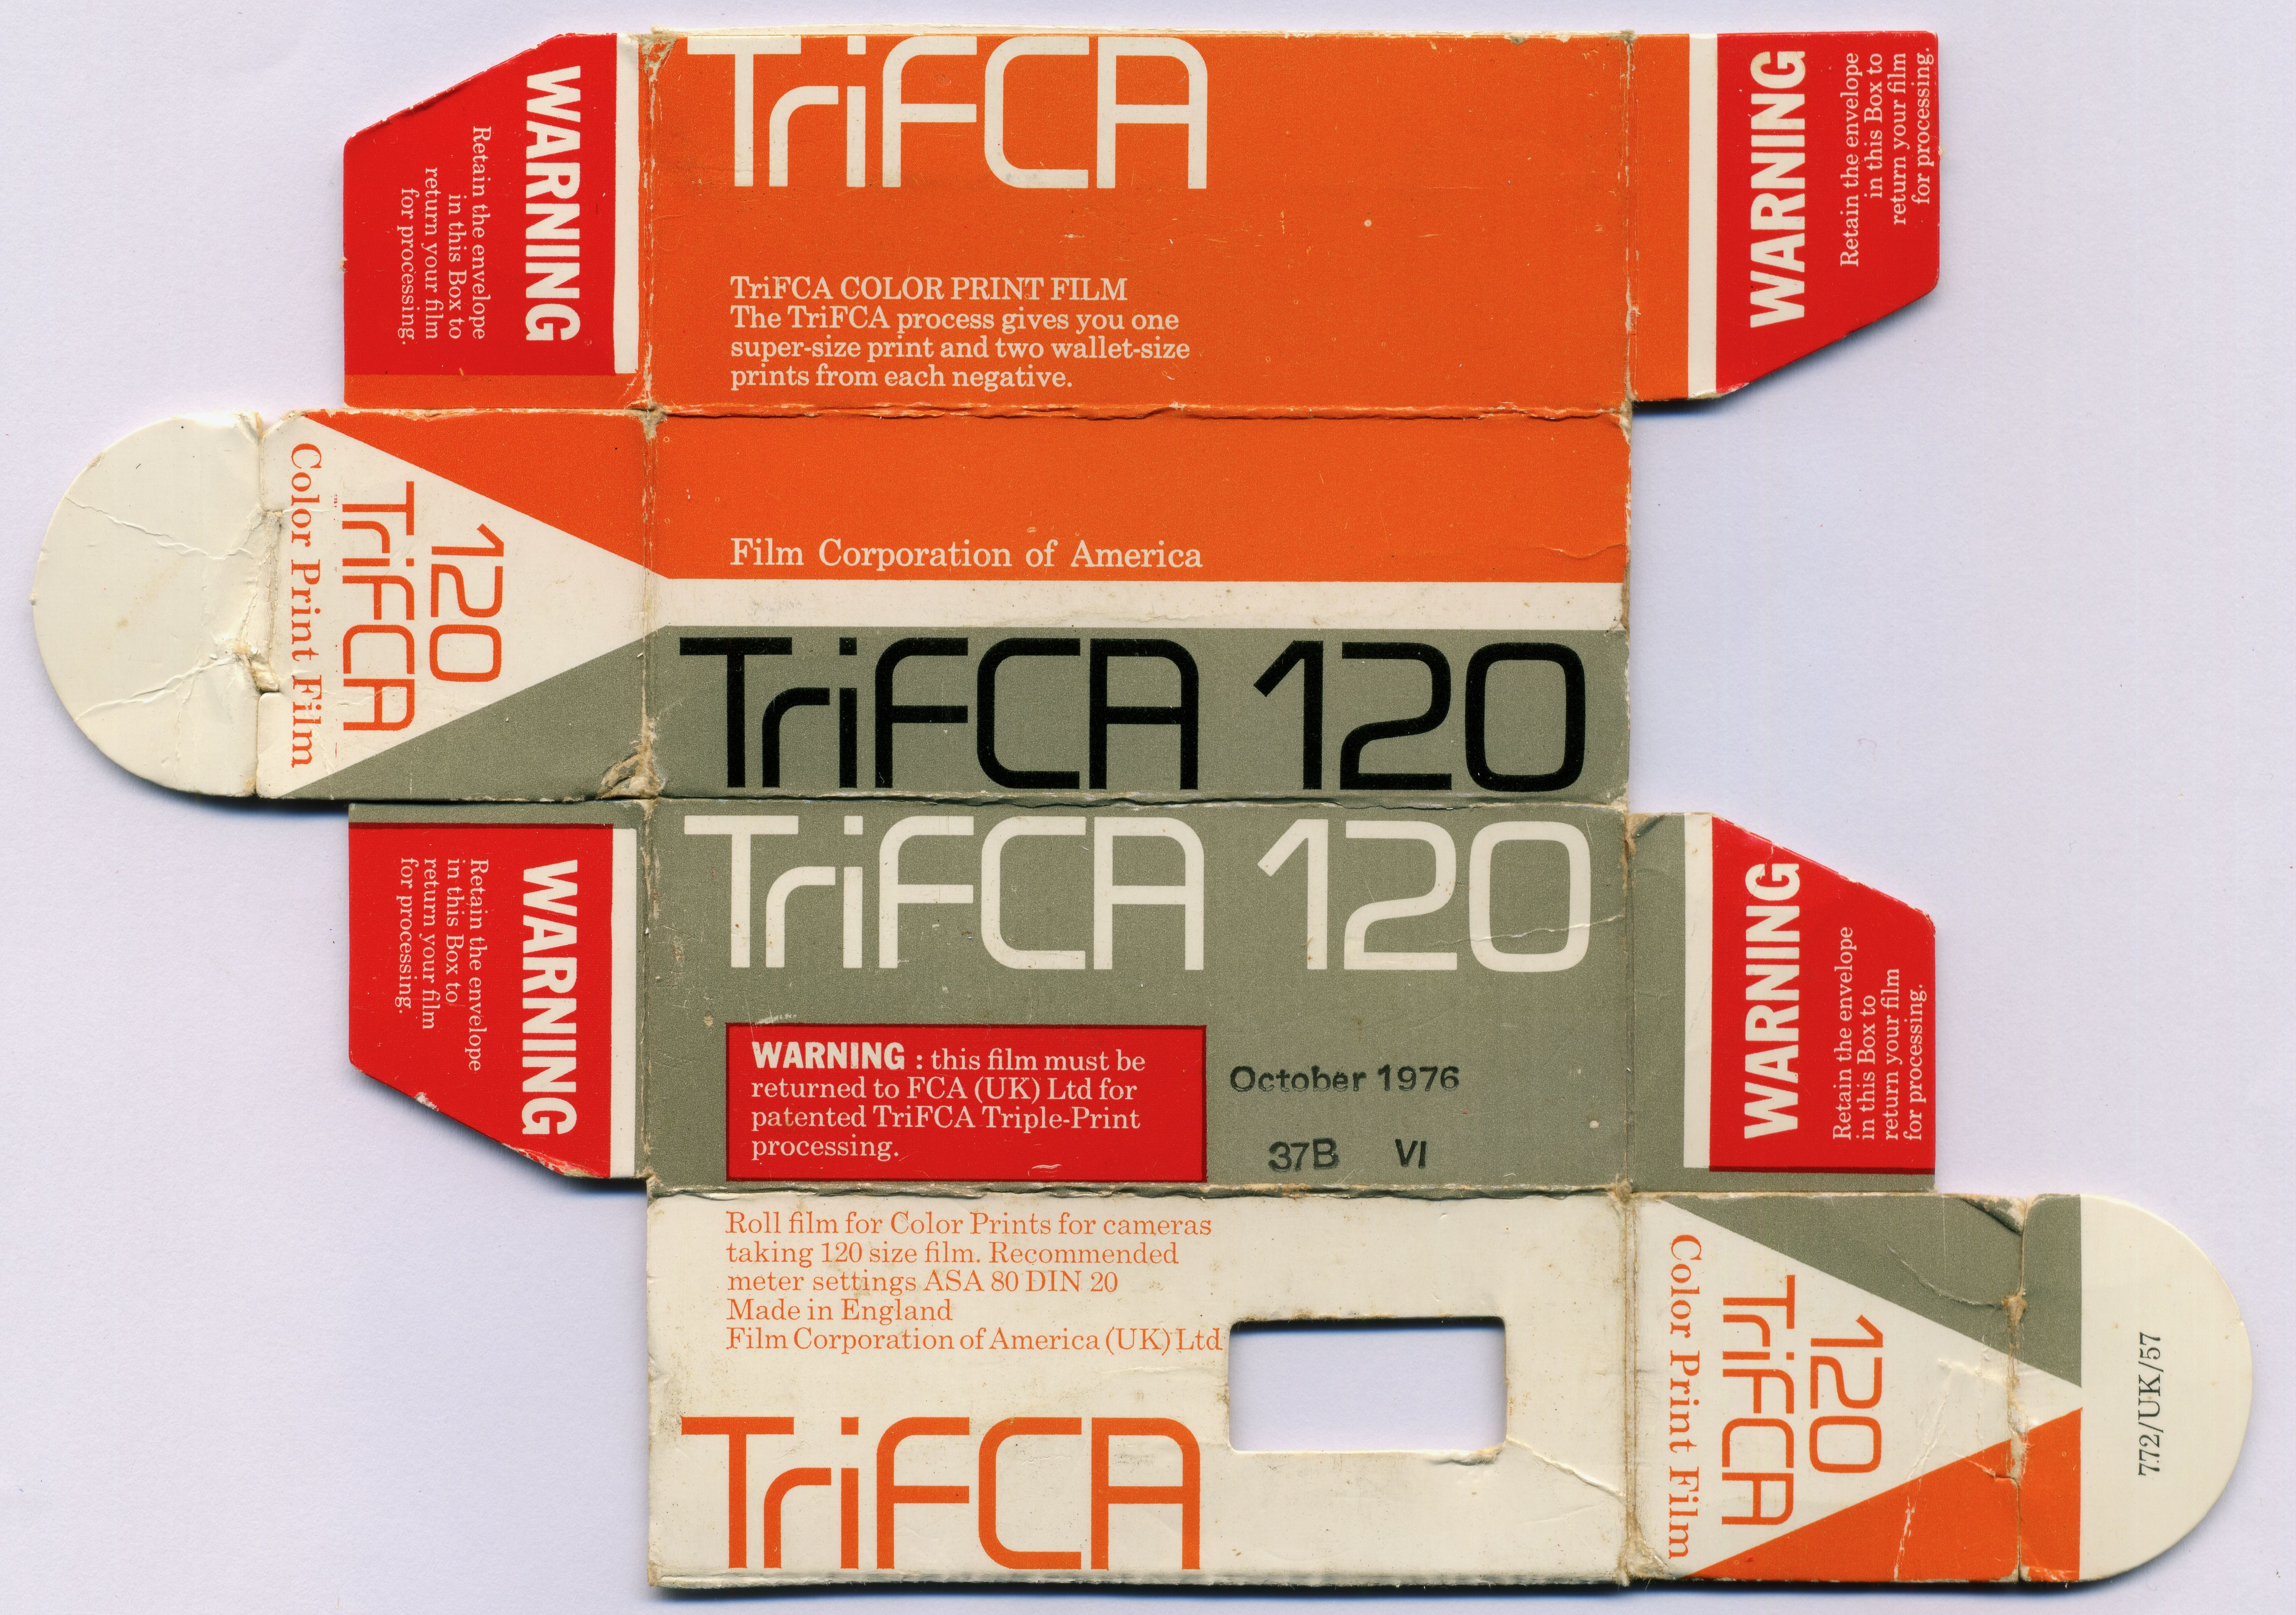 TriFCA
TriFCA COLOR PRINT FILM
The TriFCA process gives you one
super-size print and two wallet-size
prints from each negative.
WARNING
Retain the envelope
in this Box to
return your film
for processing.
WARNING
Retain the envelope
in this Box to
return your film
for processing.
120
TriFCA
Color Print Film
Film Corporation of America
TriFCA 120
TriFCA 120
WARNING : this film must be
returned to FCA (UK) Ltd for
patented TriFCA Triple-Print
processing.
October 1976
37B VI
WARNING
Retain the envelope
in this Box to
return your film
for processing.
WARNING
Retain the envelope
in this Box to
return your film
for processing.
Roll film for Color Prints for cameras
taking 120 size film. Recommended
meter settings ASA 80 DIN 20
Made in England
Film Corporation of America (UK) Ltd
TriFCA
120
TriFCA
Color Print Film
772/UK/57